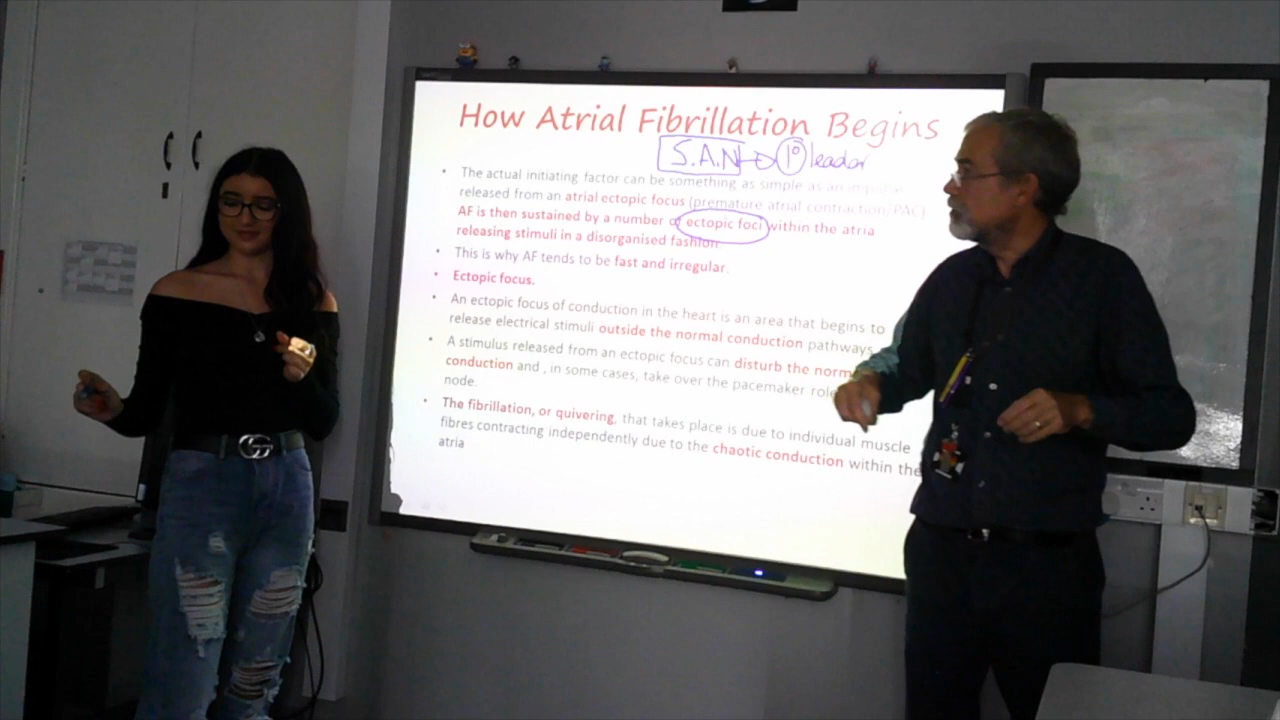 How Atrial Fibrillation Begins
S.A.N → 1° leader
• The actual initiating factor can be something as simple as an impulse
released from an atrial ectopic focus (premature atrial contraction, PAC)
AF is then sustained by a number of ectopic foci within the atria
releasing stimuli in a disorganised fashion
• This is why AF tends to be fast and irregular.
• Ectopic focus.
• An ectopic focus of conduction in the heart is an area that begins to
release electrical stimuli outside the normal conduction pathways
• A stimulus released from an ectopic focus can disturb the norm
conduction and , in some cases, take over the pacemaker role
node.
• The fibrillation, or quivering, that takes place is due to individual muscle
fibres contracting independently due to the chaotic conduction within the
atria